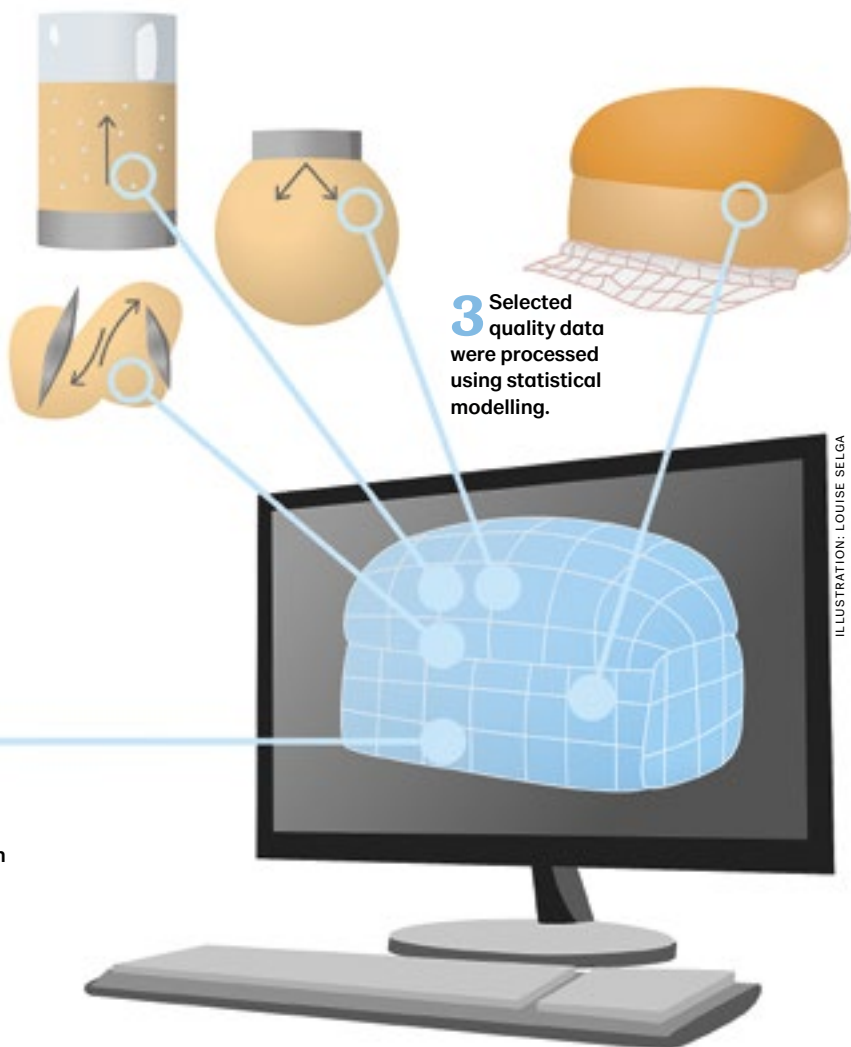 3 Selected
quality data
were processed
using statistical
modelling.
ILLUSTRATION: LOUISE SELGA
n